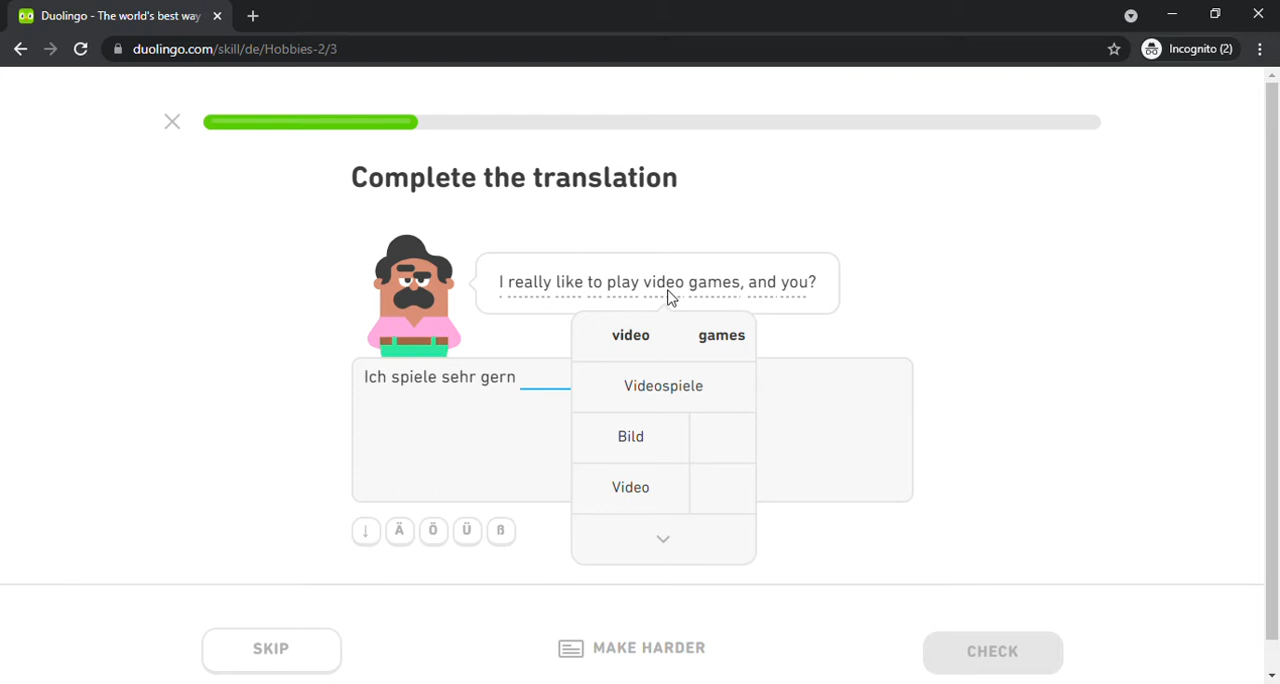 Duolingo - The world's best way
duolingo.com/skill/de/Hobbies-2/3
Incognito (2)
Complete the translation
I really like to play video games, and you?
video games
Ich spiele sehr gern
Videospiele
Bild
Video
↓ Ä Ö Ü ß
SKIP
MAKE HARDER
CHECK